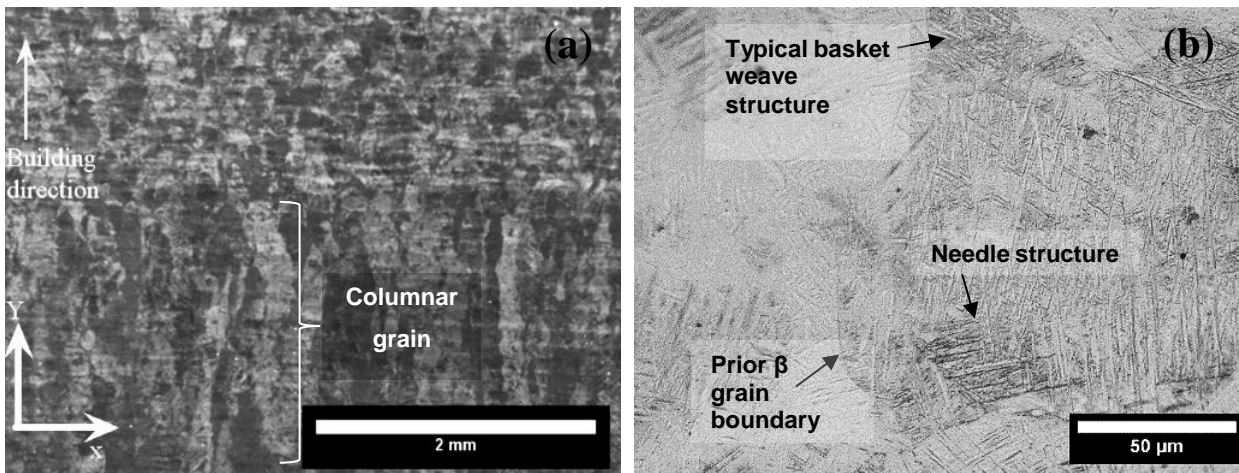 (a)
Building
direction
Columnar
grain
Y
x
2 mm
(b)
Typical basket
weave
structure
Needle structure
Prior β
grain
boundary
50 µm